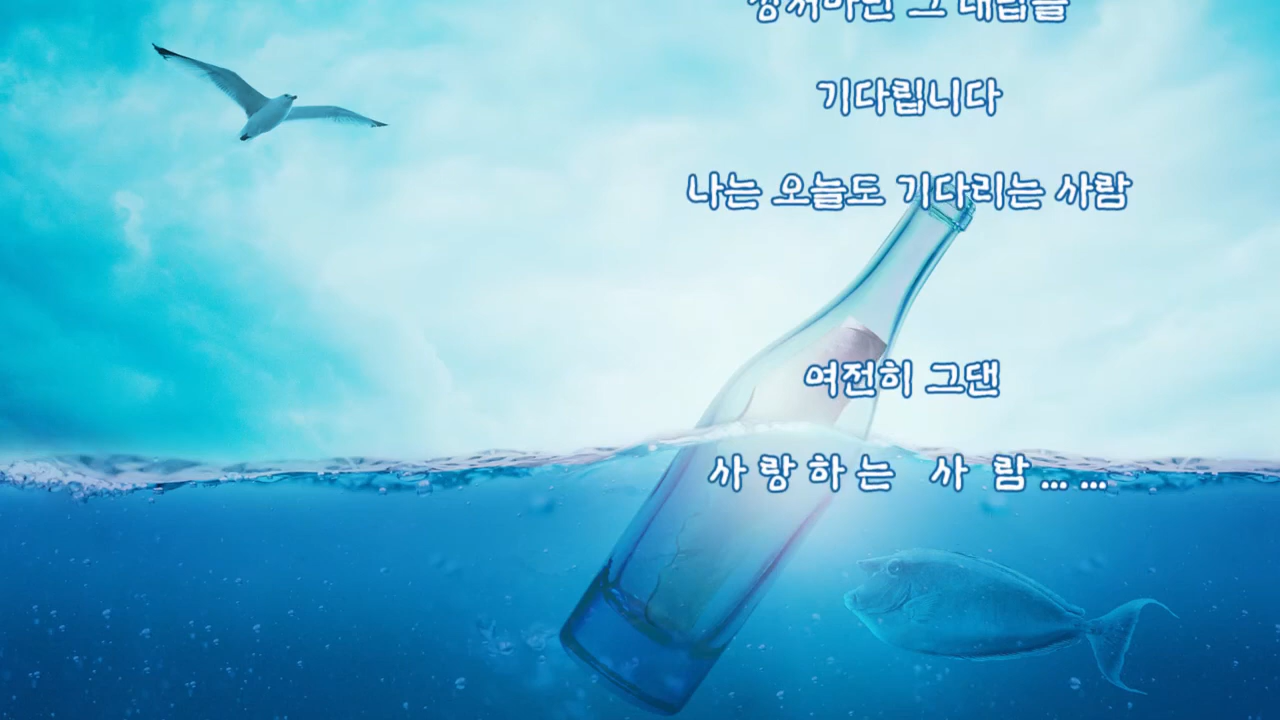 그
기다립니다
나는 오늘도 기다리는 사람
여전히 그댄
사 랑 하 는 사 람... ...